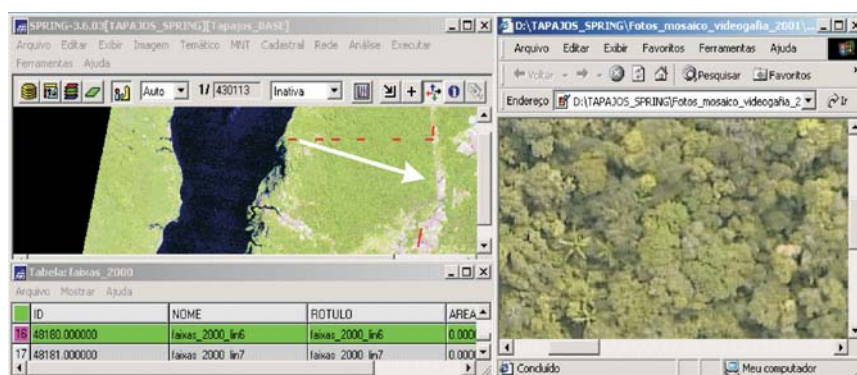 SPRING-3.6.03[TAPAJOS_SPRING][Tapajos_BASE]
Arquivo Editar Exibir Imagem Temático MNT Cadastral Rede Análise Executar
Ferramentas Ajuda
Auto 1/ 430113 Inativa
Tabela: faixas_2000
Arquivo Mostrar Ajuda
ID NOME ROTULO AREA
16 48180.000000 faixas_2000_lin6 faixas_2000_lin6 0.000
17 48181.000000 faixas_2000_lin7 faixas_2000_lin7 0.000
D:\TAPAJOS_SPRING\Fotos_mosaico_videogafia_2001\...
Arquivo Editar Exibir Favoritos Ferramentas Ajuda
Voltar Pesquisar Favoritos
Endereço D:\TAPAJOS_SPRING\Fotos_mosaico_videogafia_2 Ir
Concluído Meu computador